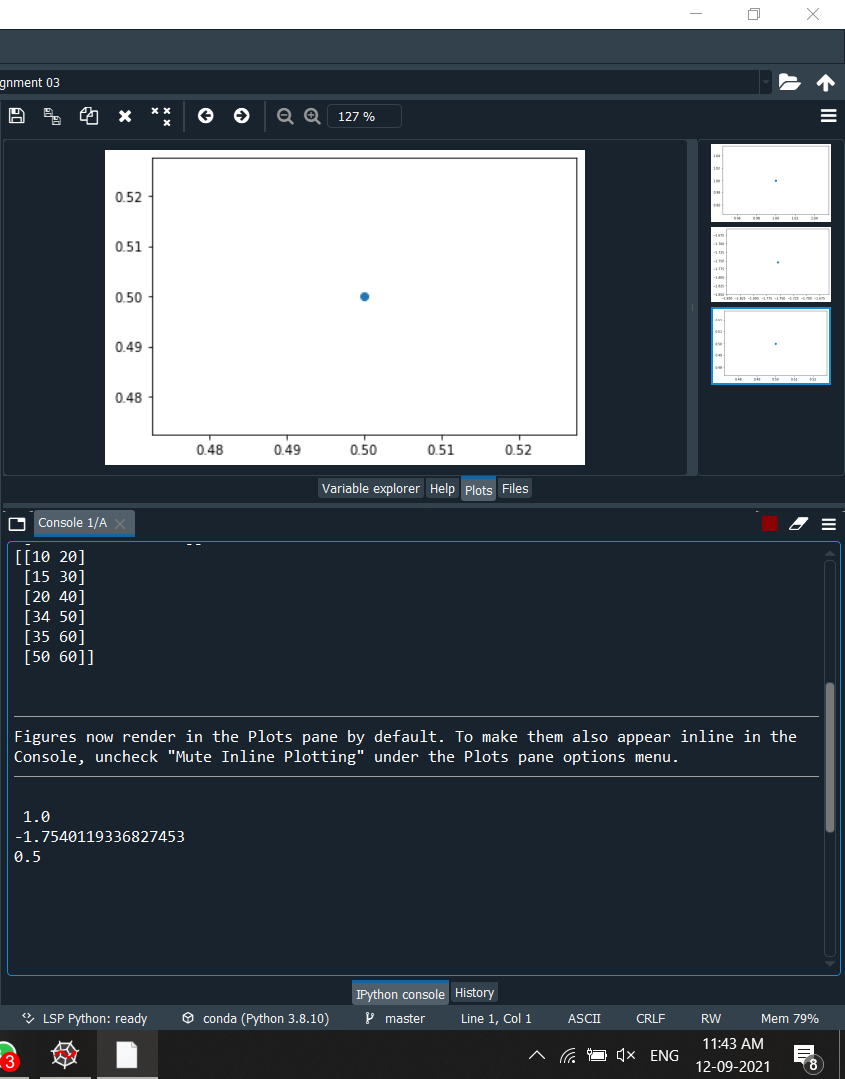 gnment 03
127 %
0.52
0.51
0.50
0.49
0.48
0.48 0.49 0.50 0.51 0.52
Variable explorer Help Plots Files
Console 1/A
[[10 20]
[15 30]
[20 40]
[34 50]
[35 60]
[50 60]]
Figures now render in the Plots pane by default. To make them also appear inline in the
Console, uncheck "Mute Inline Plotting" under the Plots pane options menu.
1.0
-1.7540119336827453
0.5
IPython console History
LSP Python: ready conda (Python 3.8.10) master Line 1, Col 1 ASCII CRLF RW Mem 79%
3
ENG
11:43 AM
12-09-2021
8